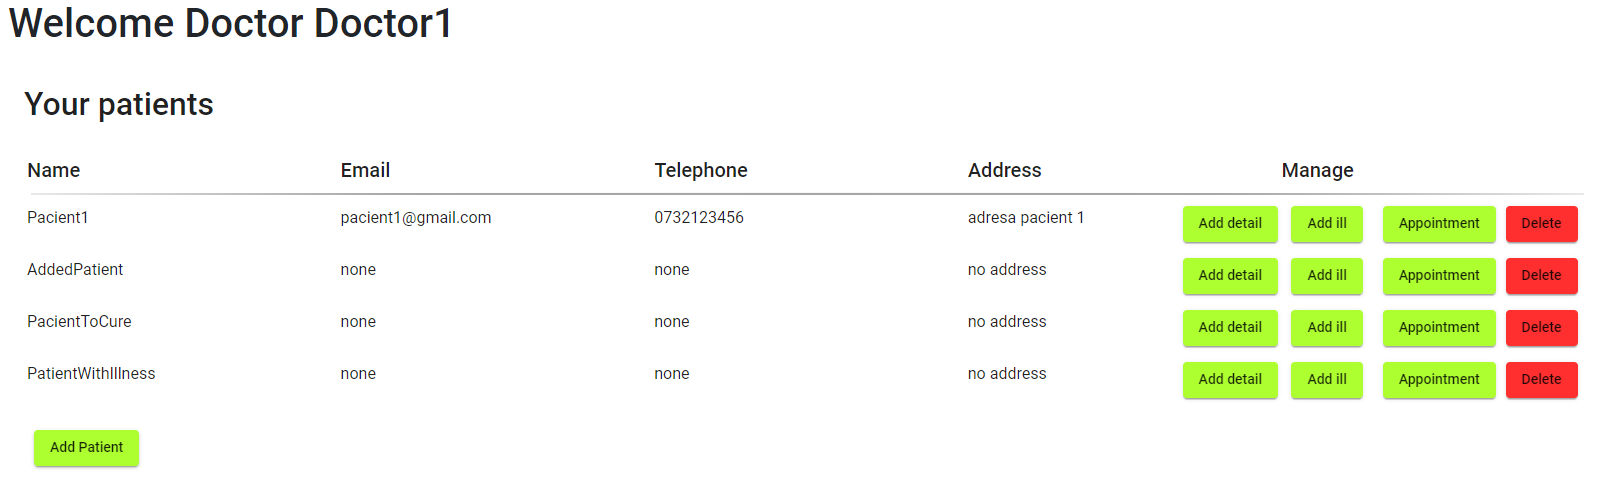 Welcome Doctor Doctor1
Your patients
Name Email Telephone Address Manage
Pacient1 pacient1@gmail.com 0732123456 adresa pacient 1 Add detail Add ill Appointment Delete
AddedPatient none none no address Add detail Add ill Appointment Delete
PacientToCure none none no address Add detail Add ill Appointment Delete
PatientWithIllness none none no address Add detail Add ill Appointment Delete
Add Patient